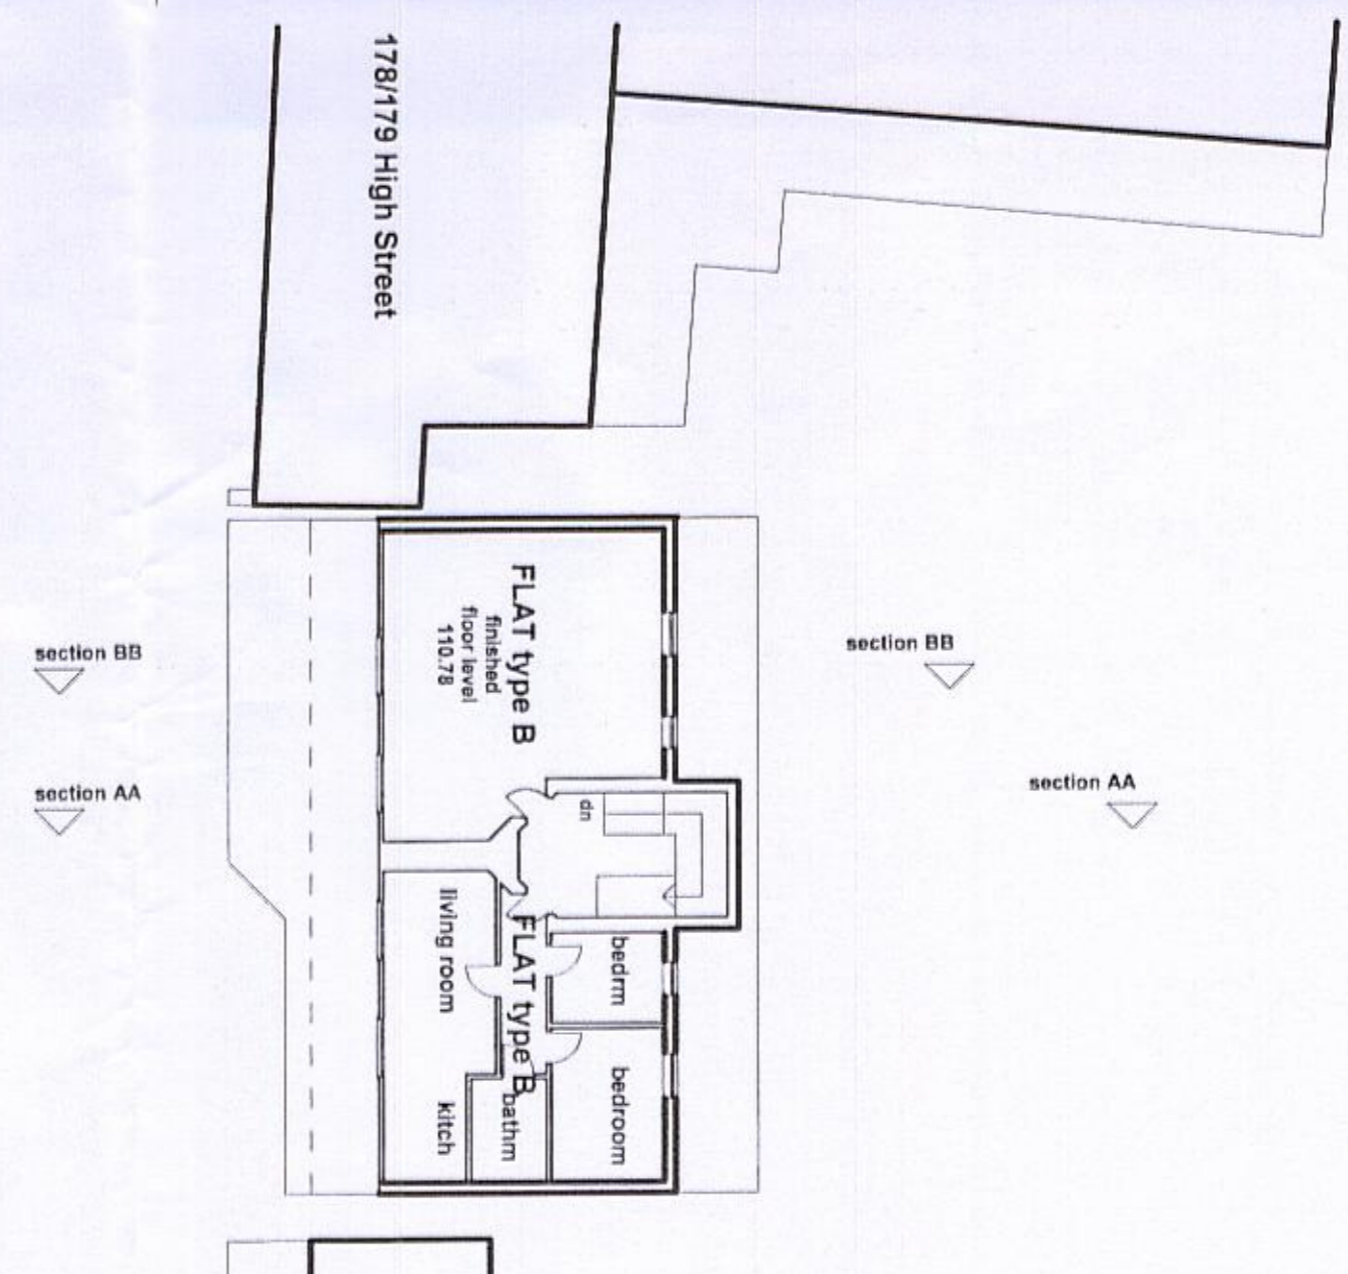 178/179 High Street
FLAT type B
finished
floor level
110.78
section BB
section BB
section AA
section AA
dn
living room
FLAT type B
bedrm
bedroom
bathrm
kitch